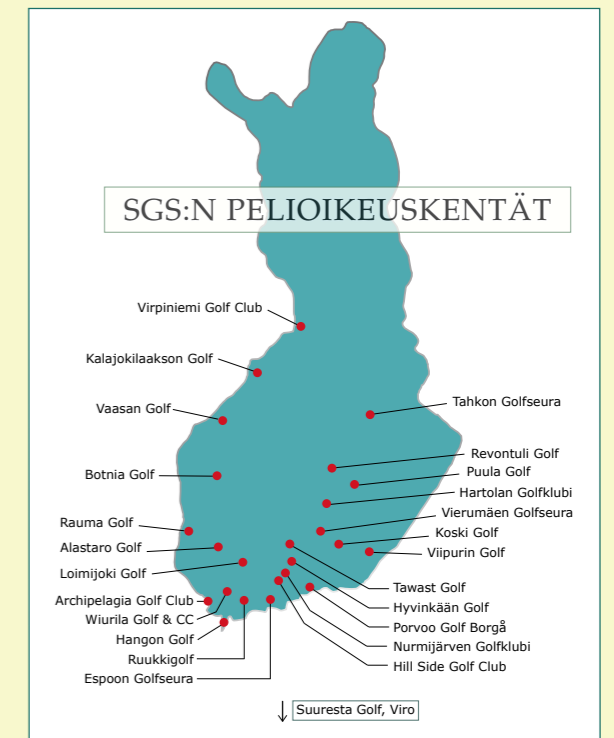 SGS:N PELIOIKEUSKENTÄT
Virpiniemi Golf Club
Kalajokilaakson Golf
Vaasan Golf
Botnia Golf
Rauma Golf
Alastaro Golf
Loimijoki Golf
Archipelagia Golf Club
Wiurila Golf & CC
Hangon Golf
Ruukkigolf
Espoon Golfseura
Tahkon Golfseura
Revontuli Golf
Puula Golf
Hartolan Golfklubi
Vierumäen Golfseura
Koski Golf
Viipurin Golf
Tawast Golf
Hyvinkään Golf
Porvoo Golf Borgå
Nurmijärven Golfklubi
Hill Side Golf Club
Suuresta Golf, Viro